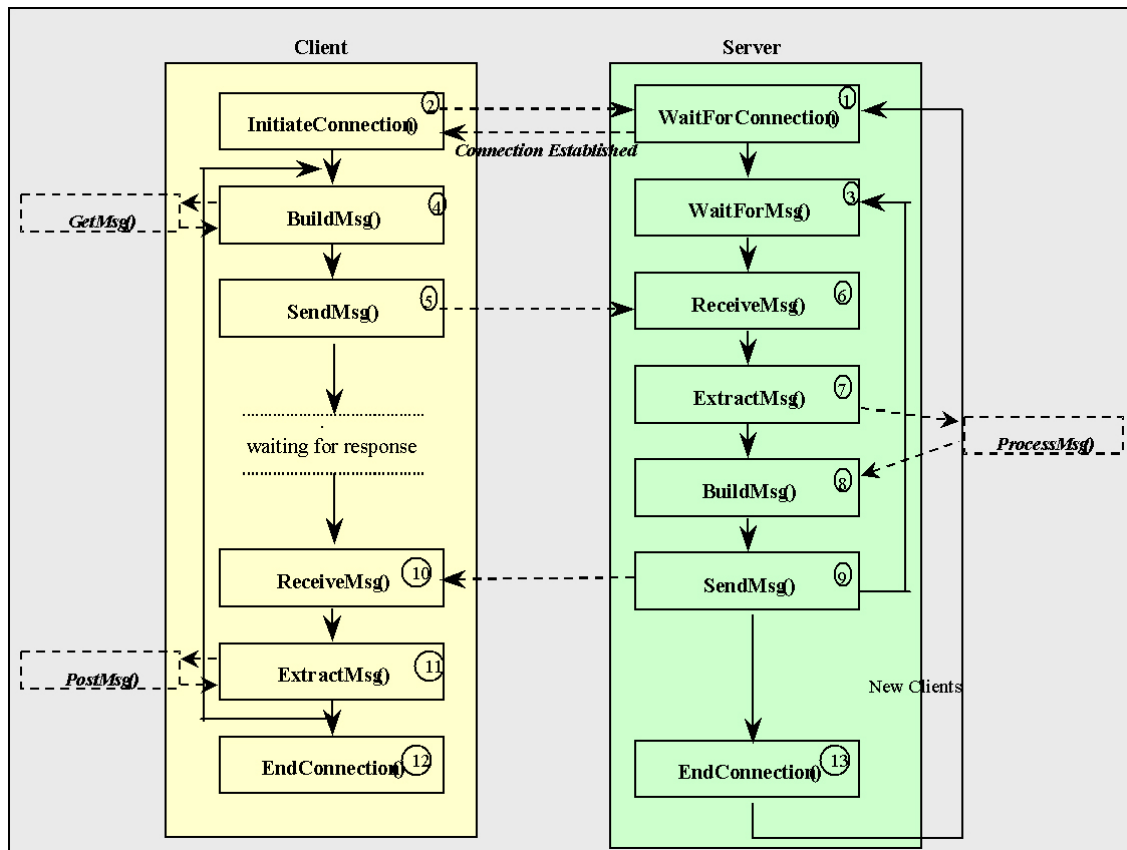 Client
Server
InitiateConnection()
2
WaitForConnection()
1
Connection Established
GetMsg()
BuildMsg()
4
WaitForMsg()
3
SendMsg()
5
ReceiveMsg()
6
ExtractMsg()
7
waiting for response
ProcessMsg()
BuildMsg()
8
ReceiveMsg()
10
SendMsg()
9
PostMsg()
ExtractMsg()
11
New Clients
EndConnection()
12
EndConnection()
13